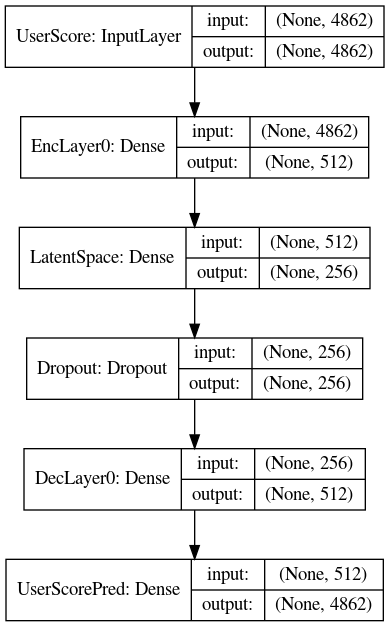 UserScore: InputLayer
input: (None, 4862)
output: (None, 4862)
EncLayer0: Dense
input: (None, 4862)
output: (None, 512)
LatentSpace: Dense
input: (None, 512)
output: (None, 256)
Dropout: Dropout
input: (None, 256)
output: (None, 256)
DecLayer0: Dense
input: (None, 256)
output: (None, 512)
UserScorePred: Dense
input: (None, 512)
output: (None, 4862)